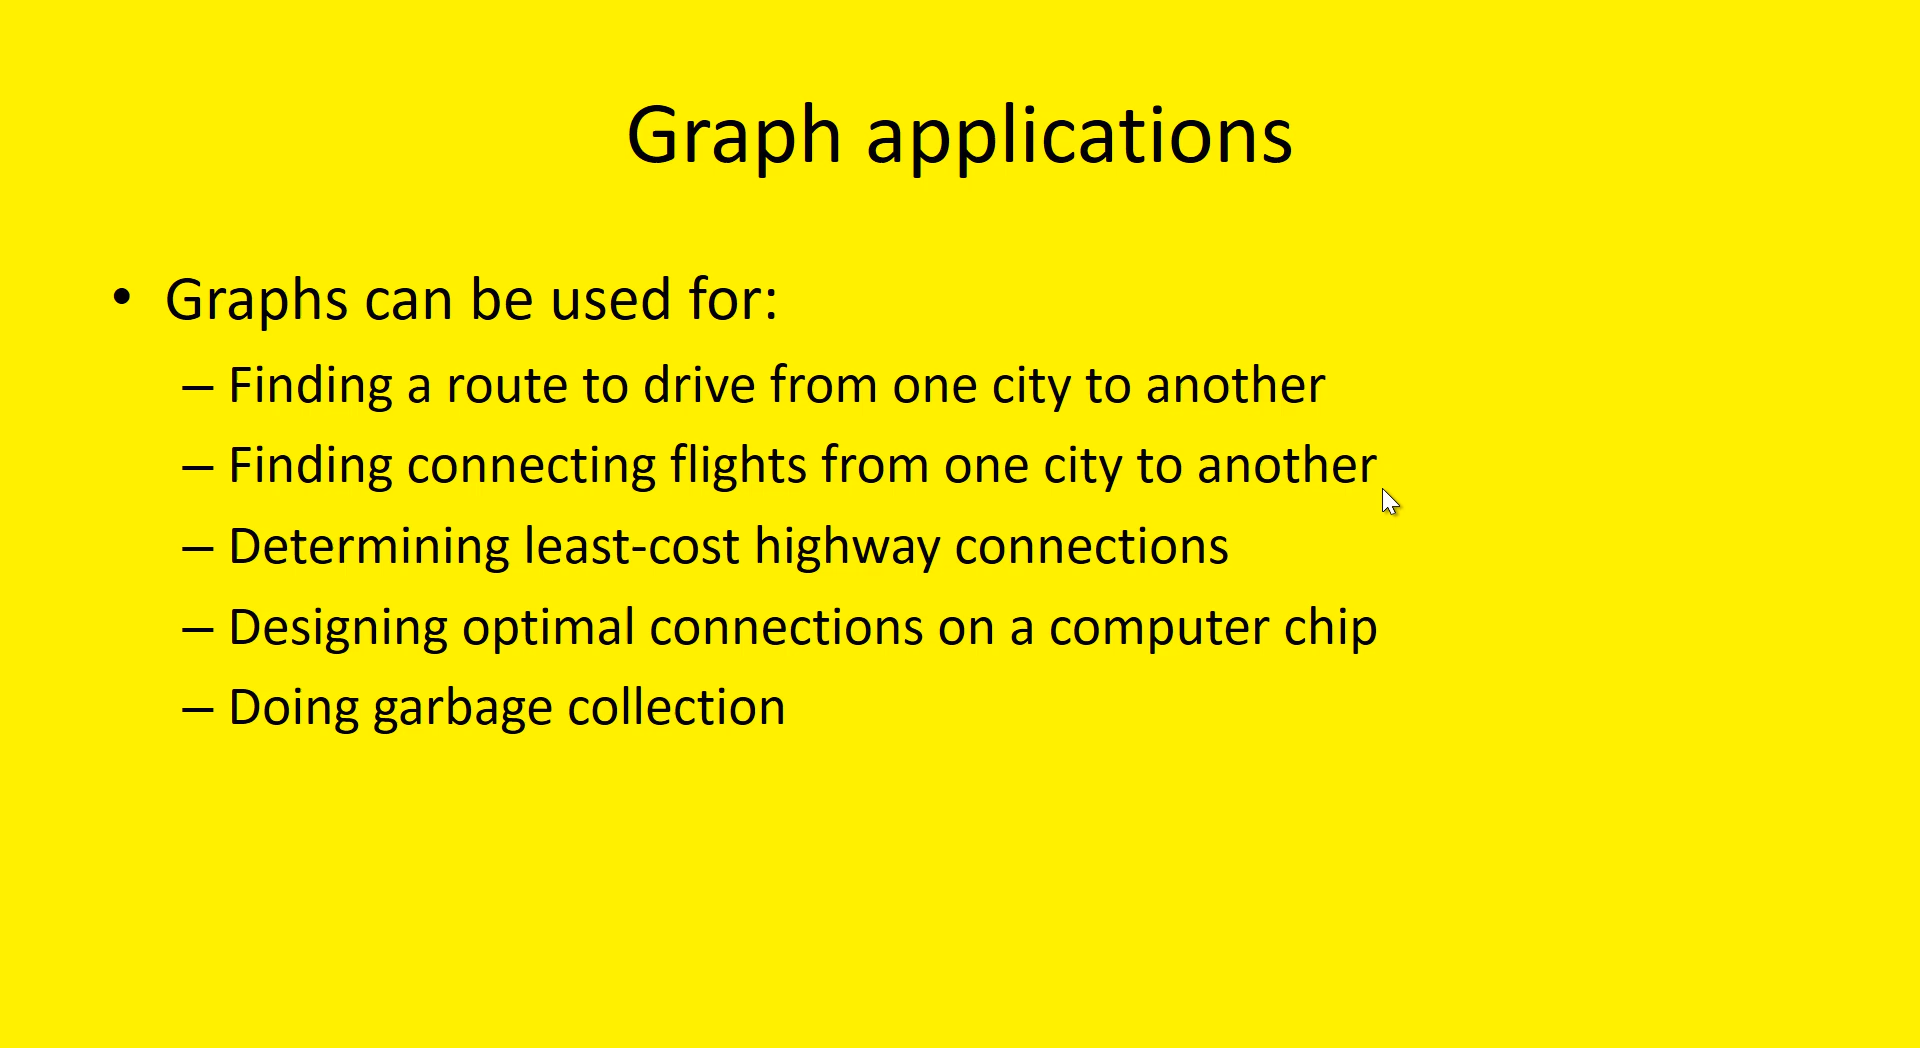 Graph applications
• Graphs can be used for:
– Finding a route to drive from one city to another
– Finding connecting flights from one city to another
– Determining least-cost highway connections
– Designing optimal connections on a computer chip
– Doing garbage collection